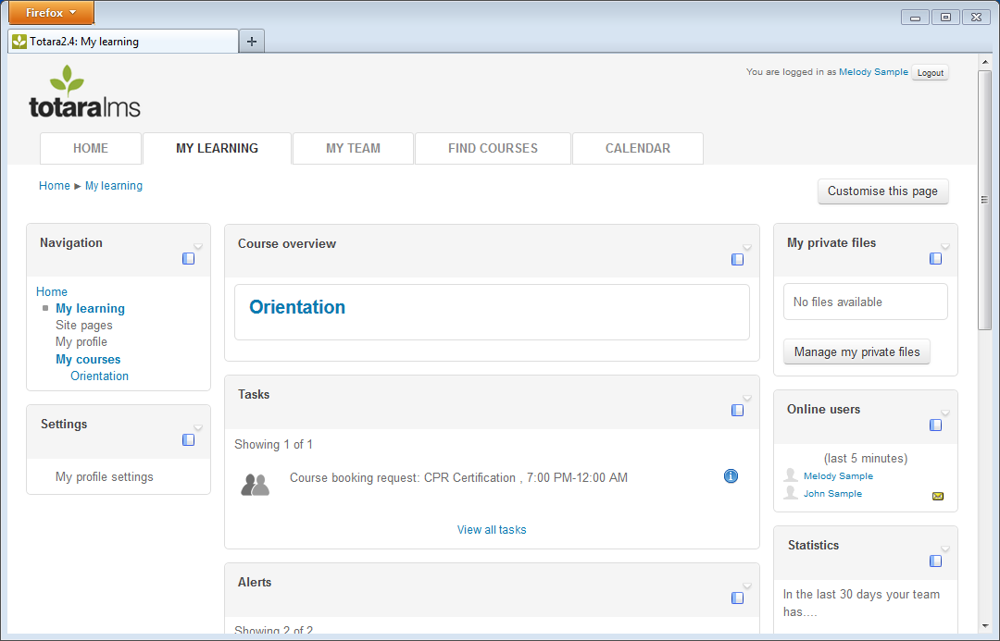 Firefox
Totara2.4: My learning
You are logged in as Melody Sample Logout
totaralms
HOME MY LEARNING MY TEAM FIND COURSES CALENDAR
Home ► My learning
Customise this page
Navigation
Home
My learning
Site pages
My profile
My courses
Orientation
Settings
My profile settings
Course overview
Orientation
Tasks
Showing 1 of 1
Course booking request: CPR Certification , 7:00 PM-12:00 AM
View all tasks
Alerts
Showing 2 of 2
My private files
No files available
Manage my private files
Online users
(last 5 minutes)
Melody Sample
John Sample
Statistics
In the last 30 days your team
has....